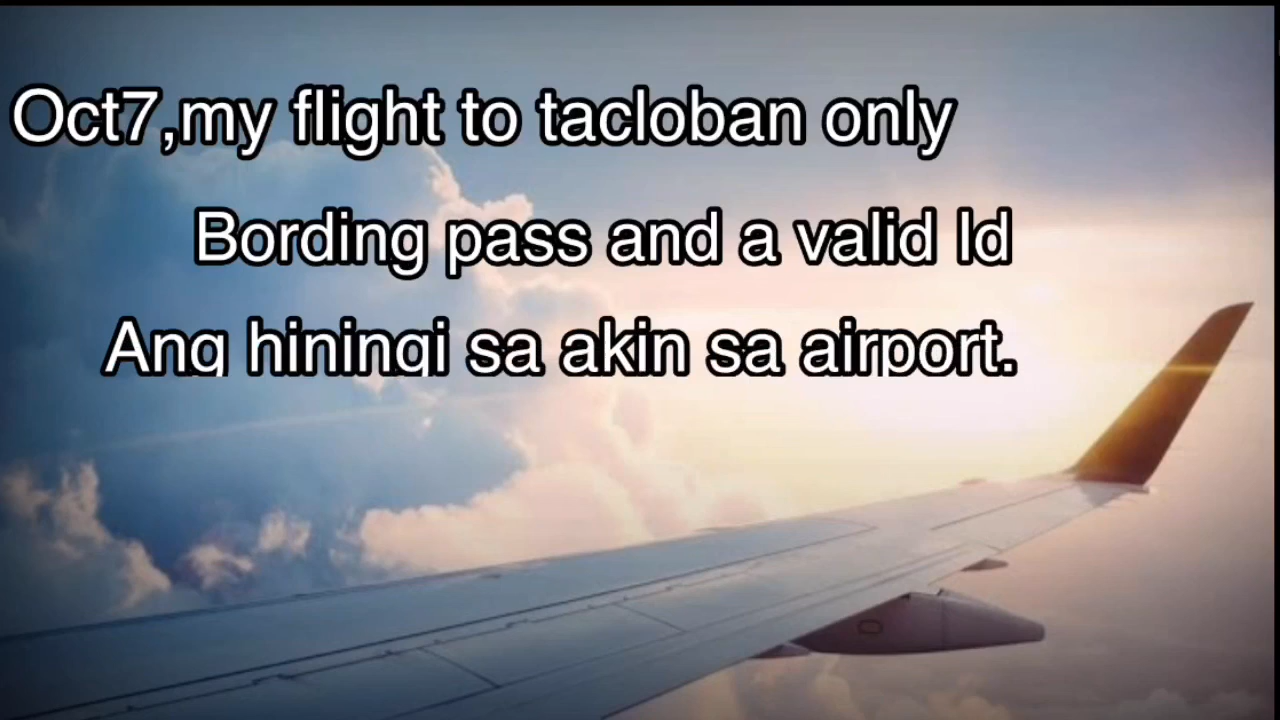 Oct7,my flight to tacloban only
Bording pass and a valid Id
Ang hiningi sa akin sa airport.